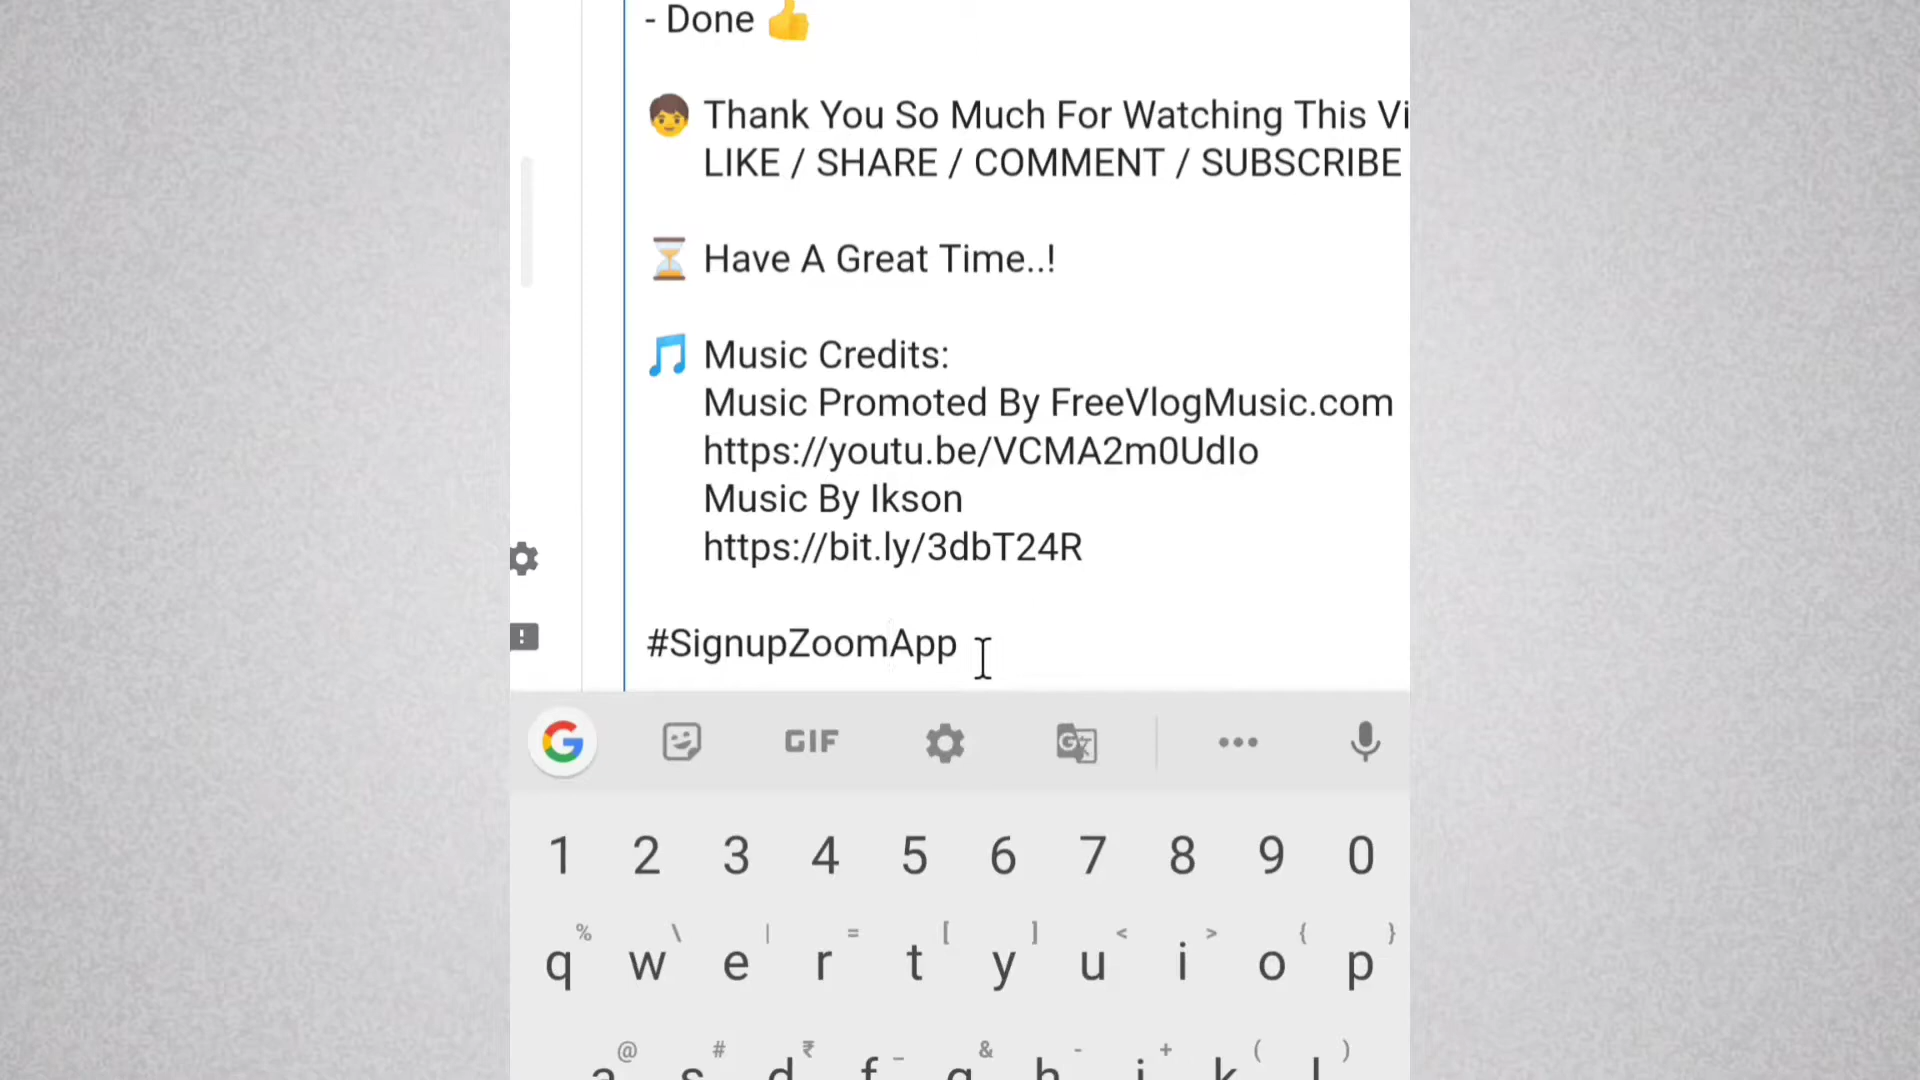 - Done 👍
🧒 Thank You So Much For Watching This Vi
LIKE / SHARE / COMMENT / SUBSCRIBE
⏳ Have A Great Time..!
🎵 Music Credits:
Music Promoted By FreeVlogMusic.com
https://youtu.be/VCMA2m0UdIo
Music By Ikson
https://bit.ly/3dbT24R
#SignupZoomApp
G GIF G
1 2 3 4 5 6 7 8 9 0
% \ | = [ ] < > { }
q w e r t y u i o p
@ # ₹ _ & - + ( )
a s d f g h j k l